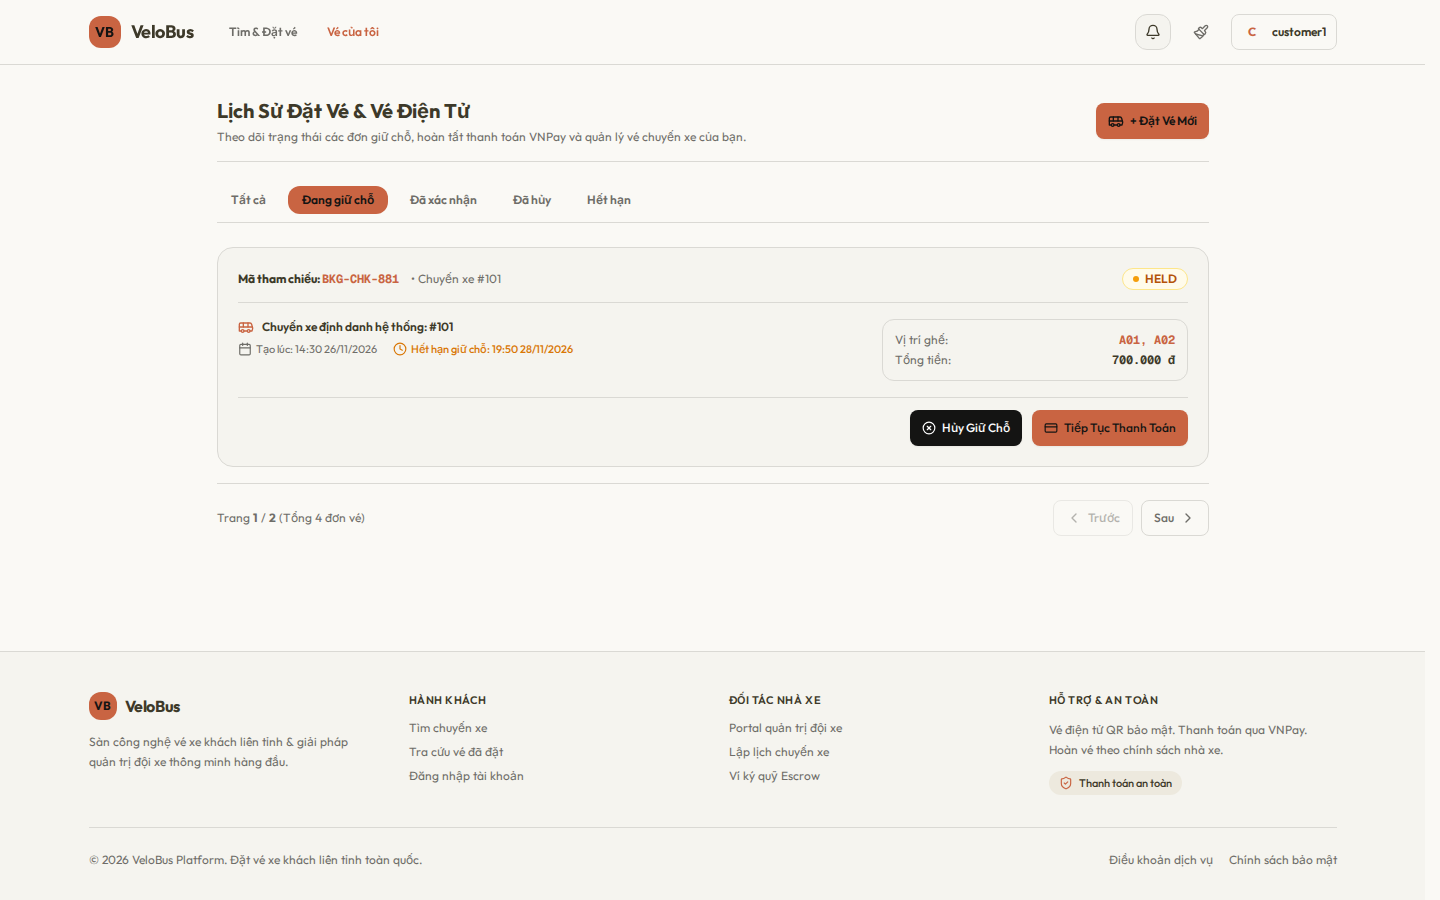 VB VeloBus Tìm & Đặt vé Vé của tôi C customer1
Lịch Sử Đặt Vé & Vé Điện Tử
Theo dõi trạng thái các đơn giữ chỗ, hoàn tất thanh toán VNPay và quản lý vé chuyến xe của bạn.
+ Đặt Vé Mới
Tất cả Đang giữ chỗ Đã xác nhận Đã hủy Hết hạn
Mã tham chiếu: BKG-CHK-881 • Chuyến xe #101 HELD
Chuyến xe định danh hệ thống: #101
Tạo lúc: 14:30 26/11/2026 Hết hạn giữ chỗ: 19:50 28/11/2026
Vị trí ghế: A01, A02
Tổng tiền: 700.000 đ
Hủy Giữ Chỗ Tiếp Tục Thanh Toán
Trang 1 / 2 (Tổng 4 đơn vé) Trước Sau
VB VeloBus
Sàn công nghệ vé xe khách liên tỉnh & giải pháp
quản trị đội xe thông minh hàng đầu.
HÀNH KHÁCH
Tìm chuyến xe
Tra cứu vé đã đặt
Đăng nhập tài khoản
ĐỐI TÁC NHÀ XE
Portal quản trị đội xe
Lập lịch chuyến xe
Ví ký quỹ Escrow
HỖ TRỢ & AN TOÀN
Vé điện tử QR bảo mật. Thanh toán qua VNPay.
Hoàn vé theo chính sách nhà xe.
Thanh toán an toàn
© 2026 VeloBus Platform. Đặt vé xe khách liên tỉnh toàn quốc.
Điều khoản dịch vụ Chính sách bảo mật